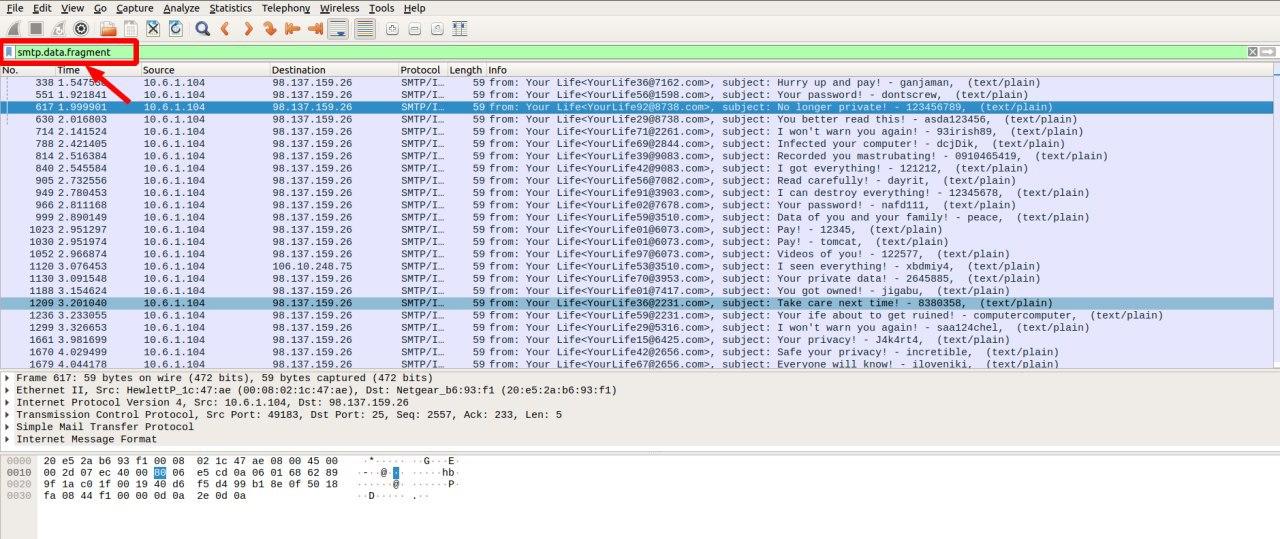 File Edit View Go Capture Analyze Statistics Telephony Wireless Tools Help
smtp.data.fragment
No. Time Source Destination Protocol Length Info
338 1.547568 10.6.1.104 98.137.159.26 SMTP/I… 59 from: Your Life<YourLife36@7162.com>, subject: Hurry up and pay! - ganjaman, (text/plain)
551 1.921841 10.6.1.104 98.137.159.26 SMTP/I… 59 from: Your Life<YourLife56@1598.com>, subject: Your password! - dontscrew, (text/plain)
617 1.999901 10.6.1.104 98.137.159.26 SMTP/I… 59 from: Your Life<YourLife92@8738.com>, subject: No longer private! - 123456789, (text/plain)
630 2.016803 10.6.1.104 98.137.159.26 SMTP/I… 59 from: Your Life<YourLife29@8738.com>, subject: You better read this! - asda123456, (text/plain)
714 2.141524 10.6.1.104 98.137.159.26 SMTP/I… 59 from: Your Life<YourLife71@2261.com>, subject: I won't warn you again! - 93irish89, (text/plain)
788 2.421405 10.6.1.104 98.137.159.26 SMTP/I… 59 from: Your Life<YourLife69@2844.com>, subject: Infected your computer! - dcjDik, (text/plain)
814 2.516384 10.6.1.104 98.137.159.26 SMTP/I… 59 from: Your Life<YourLife39@9083.com>, subject: Recorded you mastrubating! - 0910465419, (text/plain)
840 2.545584 10.6.1.104 98.137.159.26 SMTP/I… 59 from: Your Life<YourLife42@9083.com>, subject: I got everything! - 121212, (text/plain)
905 2.732556 10.6.1.104 98.137.159.26 SMTP/I… 59 from: Your Life<YourLife56@7082.com>, subject: Read carefully! - dayrit, (text/plain)
949 2.780453 10.6.1.104 98.137.159.26 SMTP/I… 59 from: Your Life<YourLife91@3903.com>, subject: I can destroy everything! - 12345678, (text/plain)
966 2.811168 10.6.1.104 98.137.159.26 SMTP/I… 59 from: Your Life<YourLife02@7678.com>, subject: Your password! - nafd111, (text/plain)
999 2.890149 10.6.1.104 98.137.159.26 SMTP/I… 59 from: Your Life<YourLife59@3510.com>, subject: Data of you and your family! - peace, (text/plain)
1023 2.951297 10.6.1.104 98.137.159.26 SMTP/I… 59 from: Your Life<YourLife01@6073.com>, subject: Pay! - 12345, (text/plain)
1030 2.951974 10.6.1.104 98.137.159.26 SMTP/I… 59 from: Your Life<YourLife01@6073.com>, subject: Pay! - tomcat, (text/plain)
1052 2.966874 10.6.1.104 98.137.159.26 SMTP/I… 59 from: Your Life<YourLife97@6073.com>, subject: Videos of you! - 122577, (text/plain)
1120 3.076453 10.6.1.104 106.10.248.75 SMTP/I… 59 from: Your Life<YourLife53@3510.com>, subject: I seen everything! - xbdmiy4, (text/plain)
1130 3.091548 10.6.1.104 98.137.159.26 SMTP/I… 59 from: Your Life<YourLife70@3953.com>, subject: Your private data! - 2645885, (text/plain)
1188 3.154624 10.6.1.104 98.137.159.26 SMTP/I… 59 from: Your Life<YourLife01@7417.com>, subject: You got owned! - jigabu, (text/plain)
1209 3.201040 10.6.1.104 98.137.159.26 SMTP/I… 59 from: Your Life<YourLife36@2231.com>, subject: Take care next time! - 8380358, (text/plain)
1236 3.233055 10.6.1.104 98.137.159.26 SMTP/I… 59 from: Your Life<YourLife59@2231.com>, subject: Your ife about to get ruined! - computercomputer, (text/plain)
1299 3.326653 10.6.1.104 98.137.159.26 SMTP/I… 59 from: Your Life<YourLife29@5316.com>, subject: I won't warn you again! - saa124chel, (text/plain)
1661 3.981699 10.6.1.104 98.137.159.26 SMTP/I… 59 from: Your Life<YourLife15@6425.com>, subject: Your privacy! - J4k4rt4, (text/plain)
1670 4.029499 10.6.1.104 98.137.159.26 SMTP/I… 59 from: Your Life<YourLife42@2656.com>, subject: Safe your privacy! - incretible, (text/plain)
1679 4.044178 10.6.1.104 98.137.159.26 SMTP/I… 59 from: Your Life<YourLife67@2656.com>, subject: Everyone will know! - iloveniki, (text/plain)
Frame 617: 59 bytes on wire (472 bits), 59 bytes captured (472 bits)
Ethernet II, Src: HewlettP_1c:47:ae (00:08:02:1c:47:ae), Dst: Netgear_b6:93:f1 (20:e5:2a:b6:93:f1)
Internet Protocol Version 4, Src: 10.6.1.104, Dst: 98.137.159.26
Transmission Control Protocol, Src Port: 49183, Dst Port: 25, Seq: 2557, Ack: 233, Len: 5
Simple Mail Transfer Protocol
Internet Message Format
0000 20 e5 2a b6 93 f1 00 08 02 1c 47 ae 08 00 45 00 ·*·······G···E·
0010 00 2d 07 ec 40 00 80 06 e5 cd 0a 06 01 68 62 89 ·-··@········hb·
0020 9f 1a c0 1f 00 19 40 d6 f5 d4 99 b1 8e 0f 50 18 ······@·······P·
0030 fa 08 44 f1 00 00 0d 0a 2e 0d 0a ··D·····.··